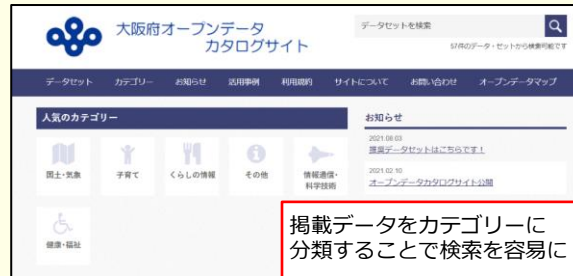 大阪府オープンデータ
カタログサイト
データセットを検索
57件のデータ・セットから検索可能です
データセット カテゴリー お知らせ 活用事例 利用規約 サイトについて お問い合わせ オープンデータマップ
人気のカテゴリー
国土・気象
子育て
くらしの情報
その他
情報通信・
科学技術
健康・福祉
お知らせ
2021.08.03
推奨データセットはこちらです！
2021.02.10
オープンデータカタログサイト公開
掲載データをカテゴリーに
分類することで検索を容易に